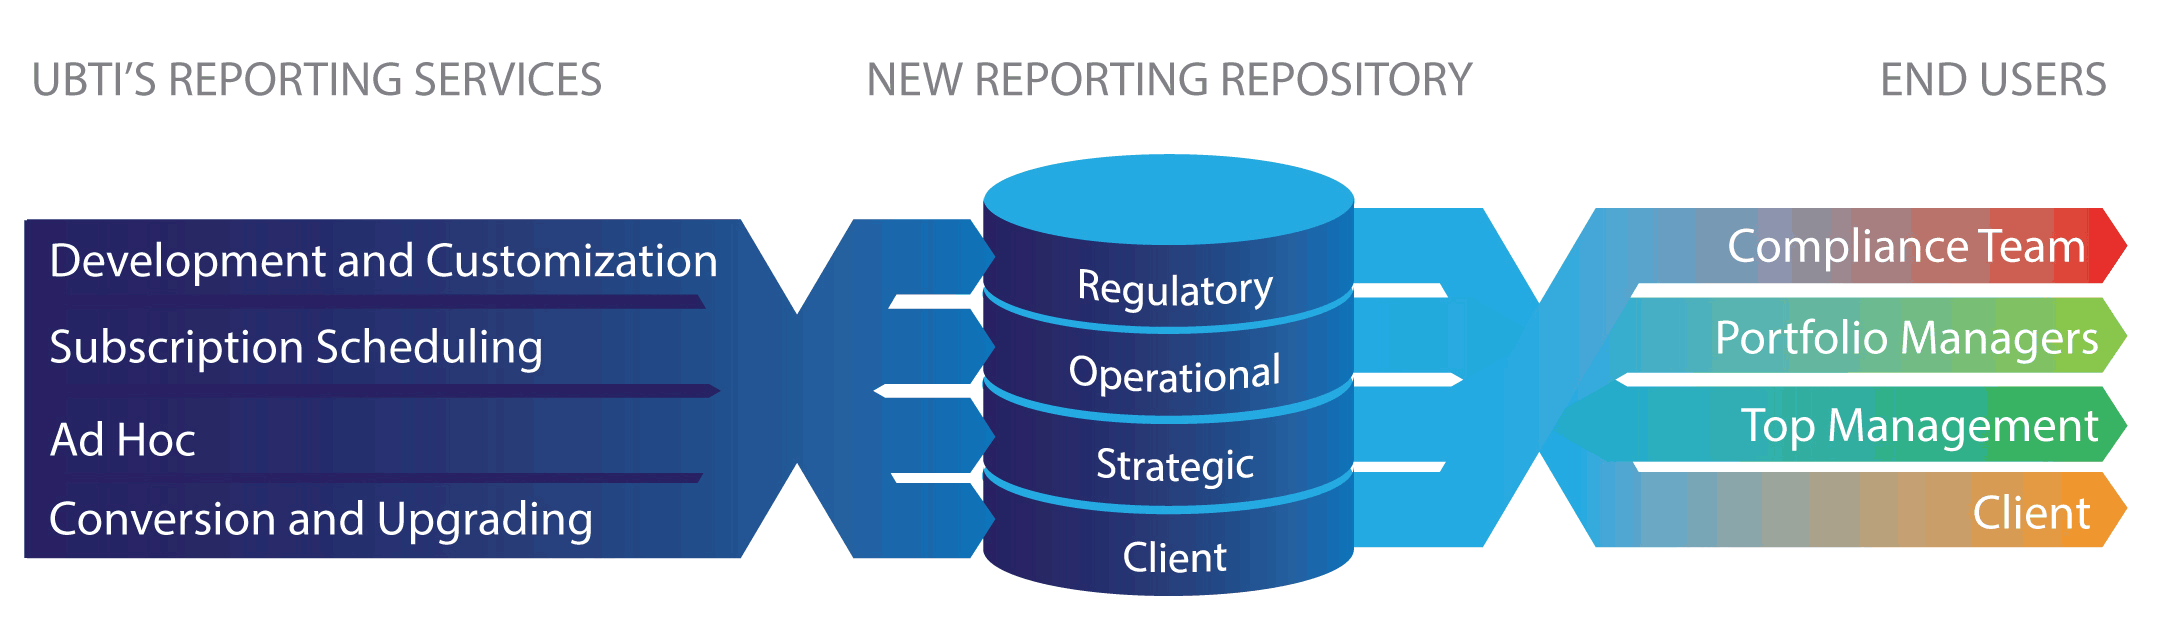 UBTI'S REPORTING SERVICES
NEW REPORTING REPOSITORY
END USERS
Development and Customization
Subscription Scheduling
Ad Hoc
Conversion and Upgrading
Regulatory
Operational
Strategic
Client
Compliance Team
Portfolio Managers
Top Management
Client